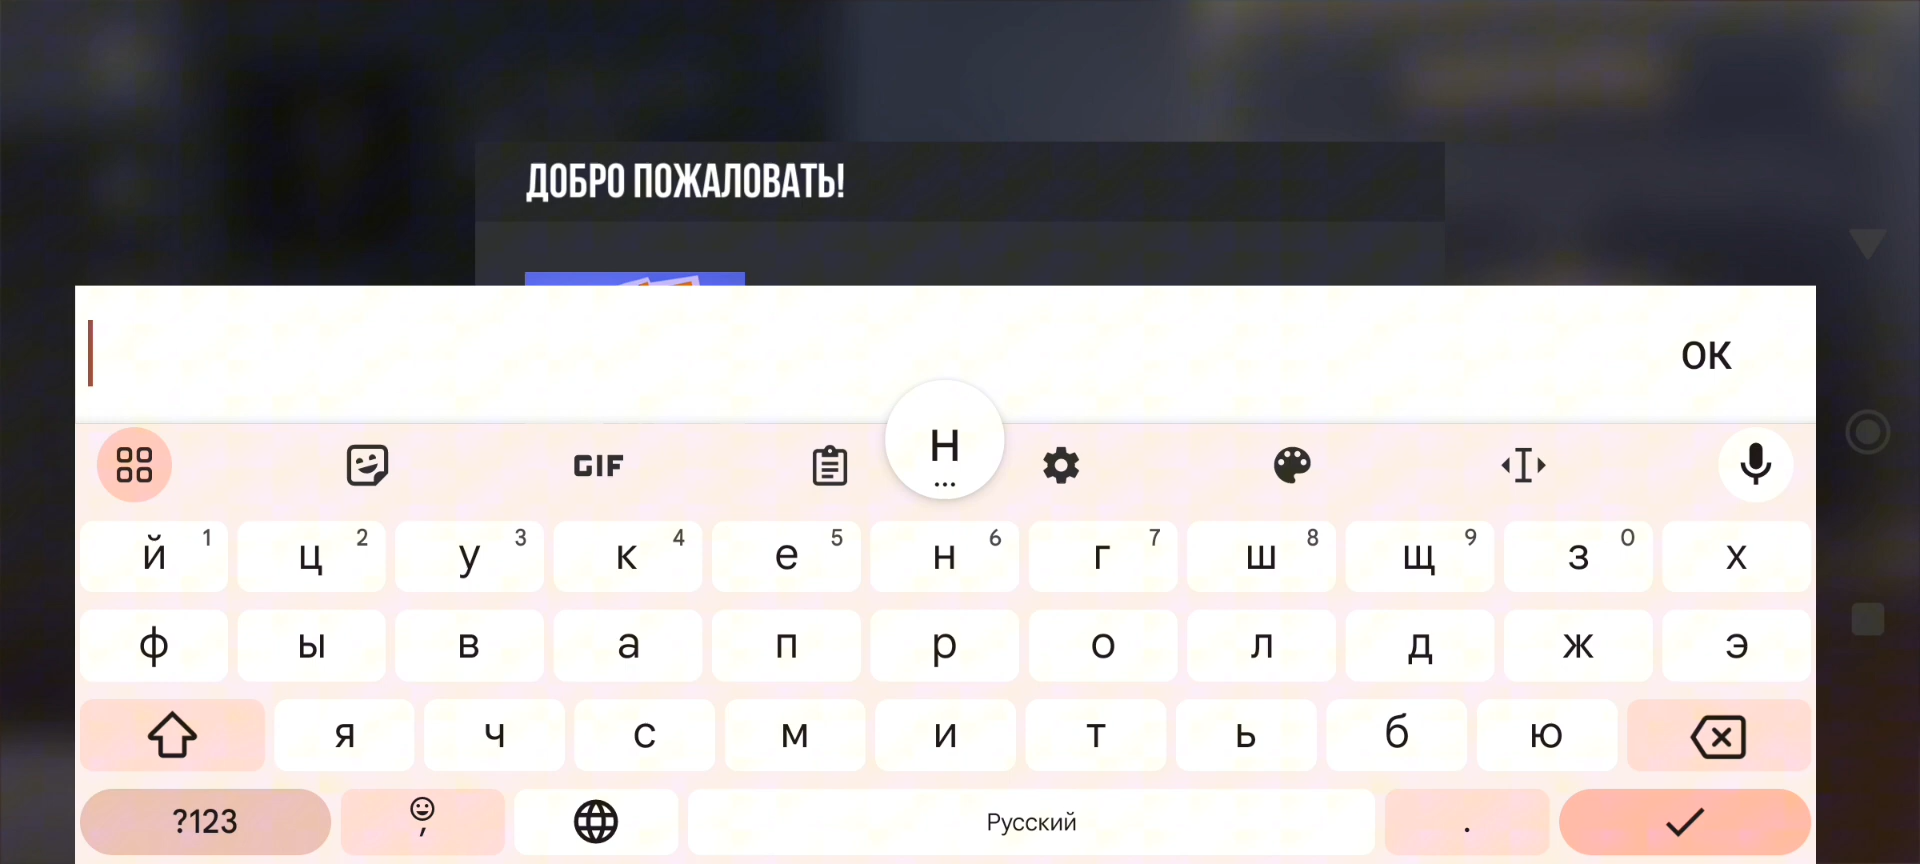 ДОБРО ПОЖАЛОВАТЬ!
OK
н
...
GIF
й 1 ц 2 у 3 к 4 е 5 н 6 г 7 ш 8 щ 9 з 0 х
ф ы в а п р о л д ж э
я ч с м и т ь б ю
?123 , Русский .